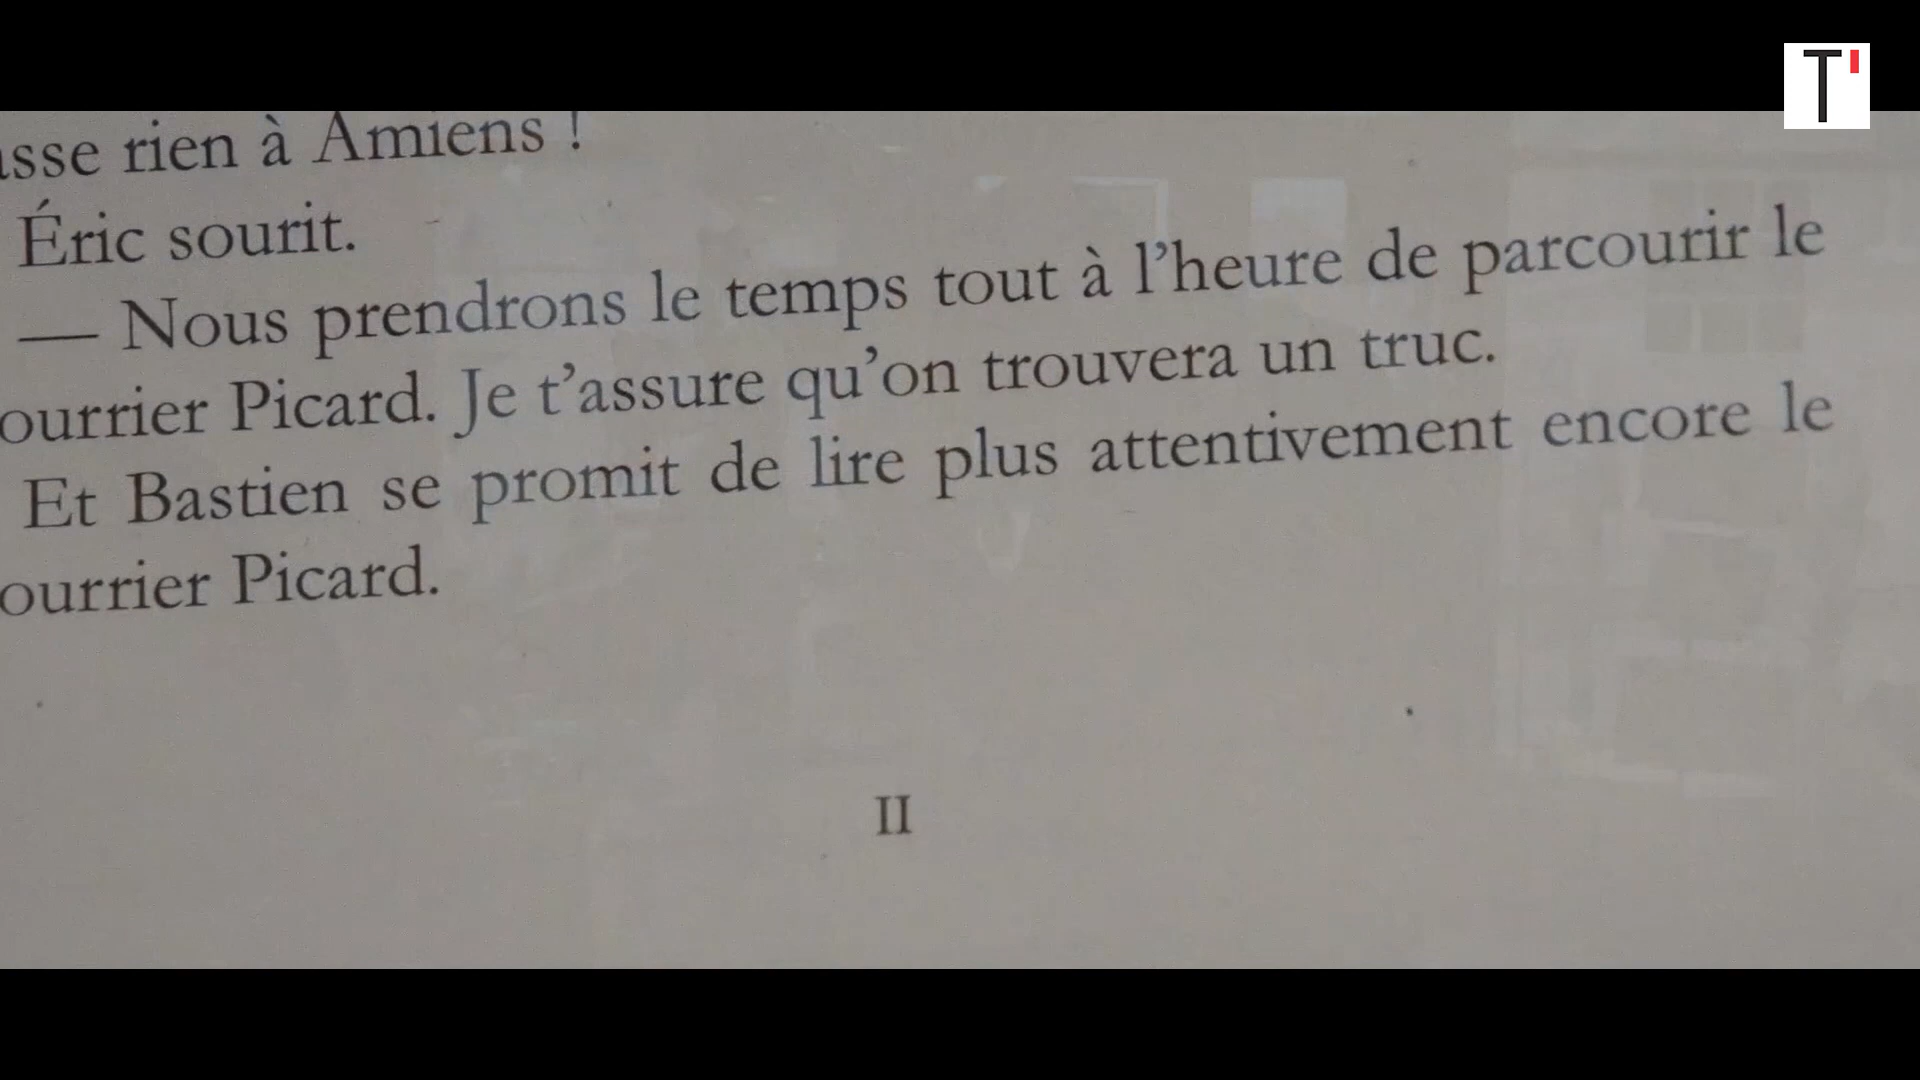 T'
asse rien à Amiens !
Éric sourit.
— Nous prendrons le temps tout à l'heure de parcourir le
ourrier Picard. Je t'assure qu'on trouvera un truc.
Et Bastien se promit de lire plus attentivement encore le
ourrier Picard.
II